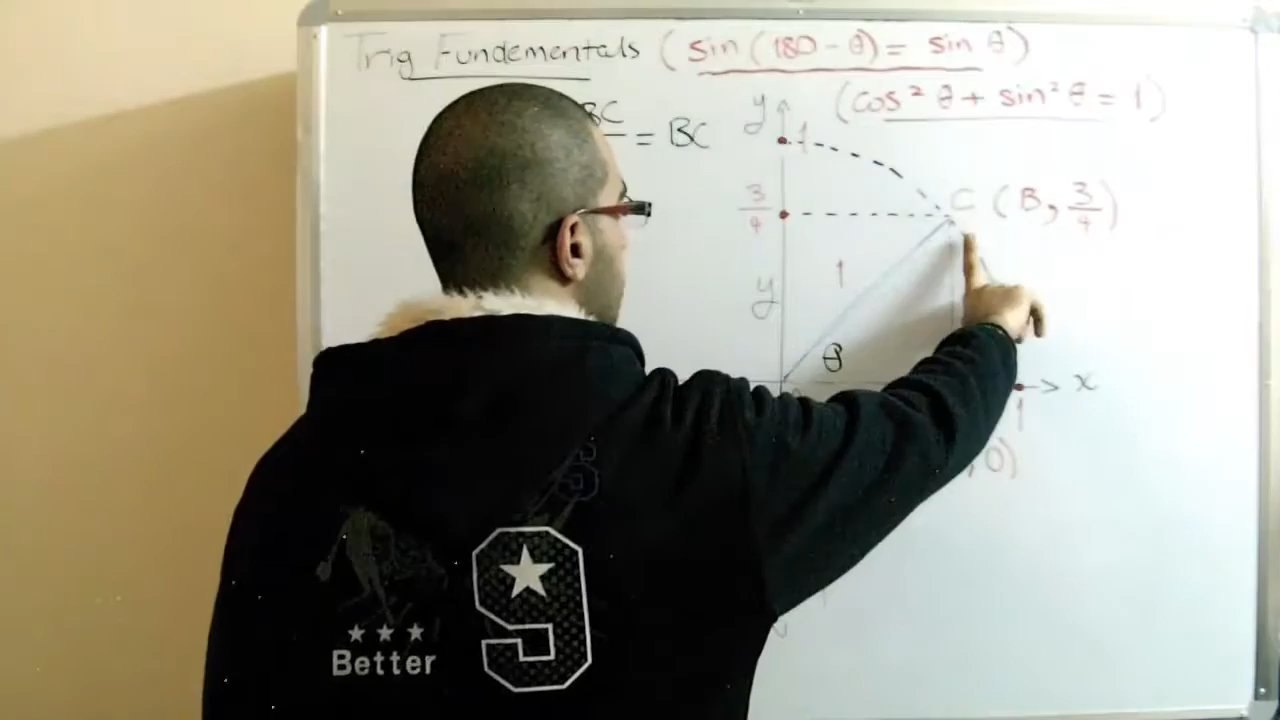 Trig Fundementals (sin (180 - θ) = sin θ)
(cos² θ + sin² θ = 1)
BC = BC
y
1
3/4
C (B, 3/4)
1
y
θ
x
1
, 0)
9
Better